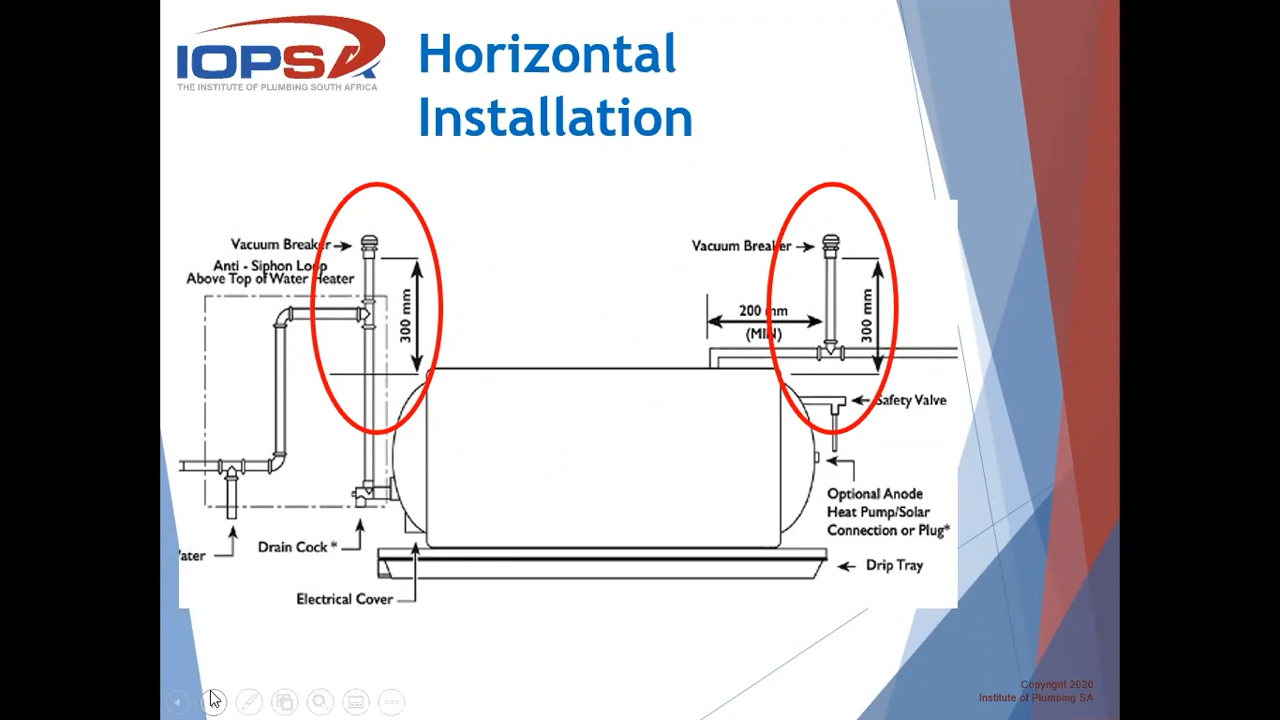 IOPSA
THE INSTITUTE OF PLUMBING SOUTH AFRICA
Horizontal
Installation
Vacuum Breaker
Anti - Siphon Loop
Above Top of Water Heater
300 mm
Vacuum Breaker
200 mm
(MIN)
300 mm
Safety Valve
Optional Anode
Heat Pump/Solar
Connection or Plug*
ater
Drain Cock *
Drip Tray
Electrical Cover
Copyright 2020
Institute of Plumbing SA